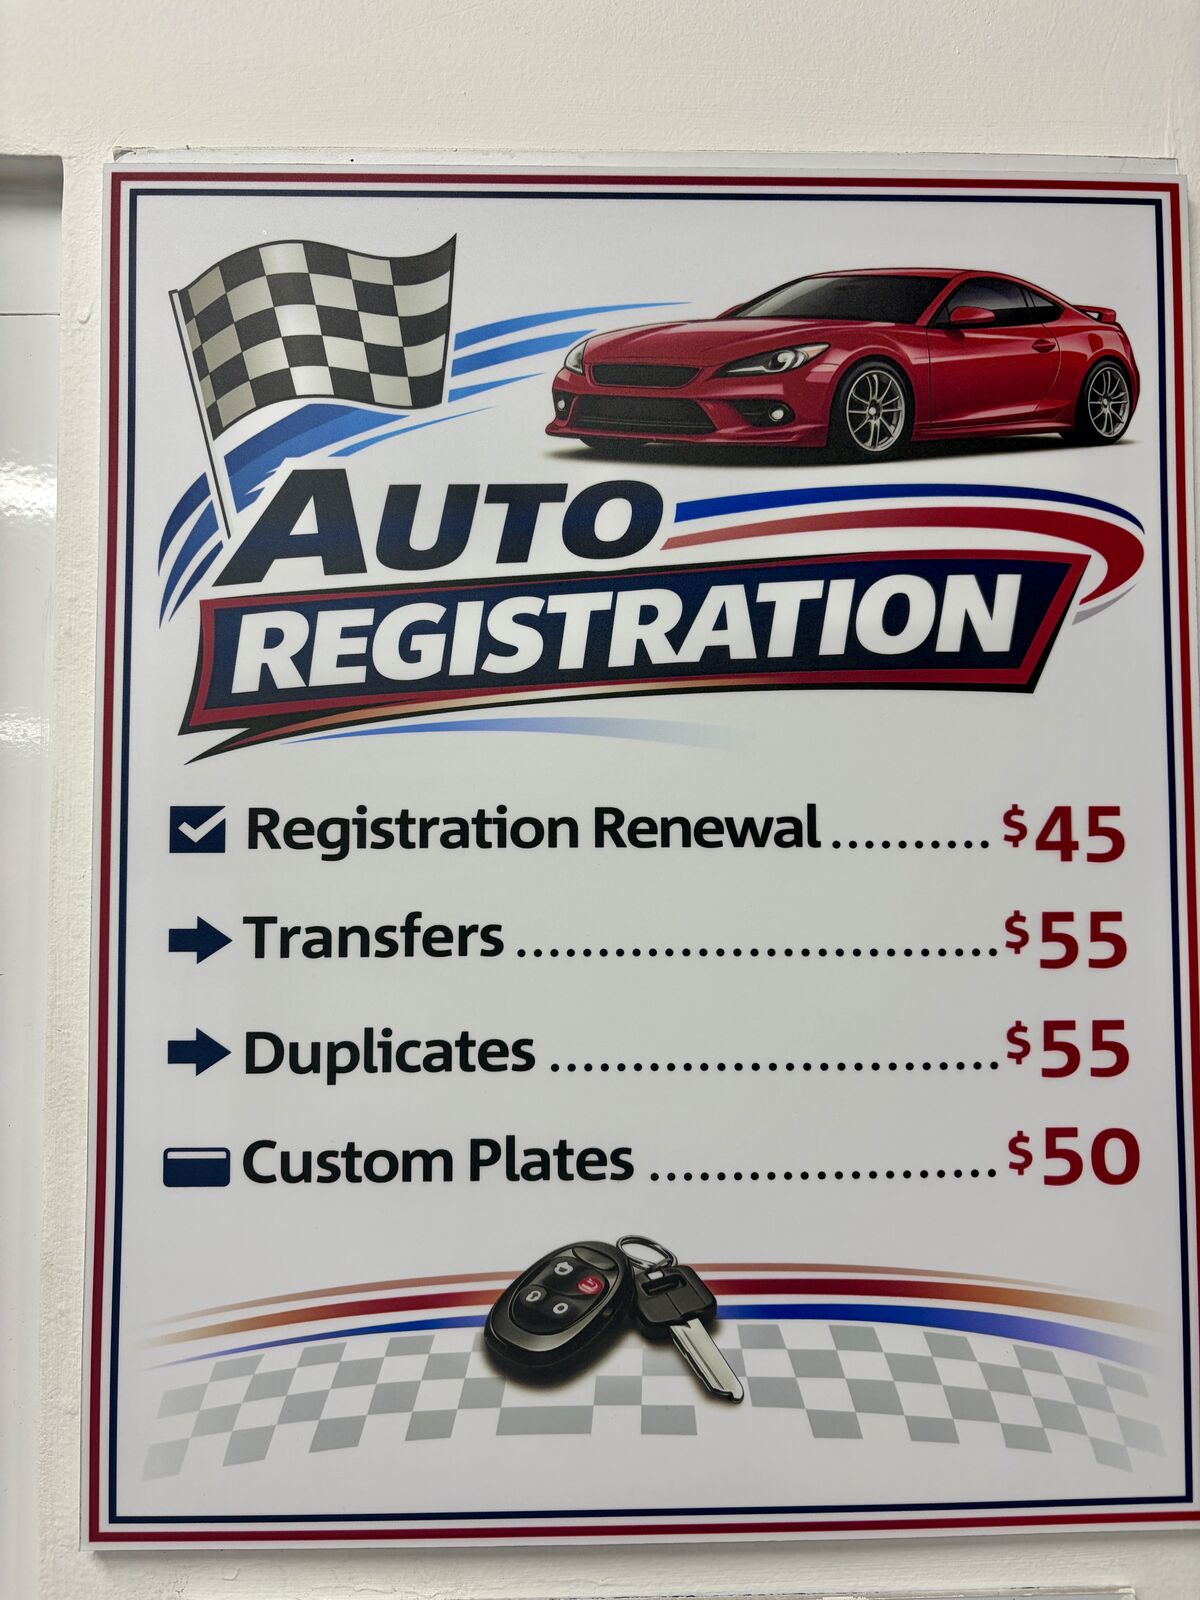 AUTO
REGISTRATION
Registration Renewal..........$45
Transfers..............................$55
Duplicates............................$55
Custom Plates......................$50